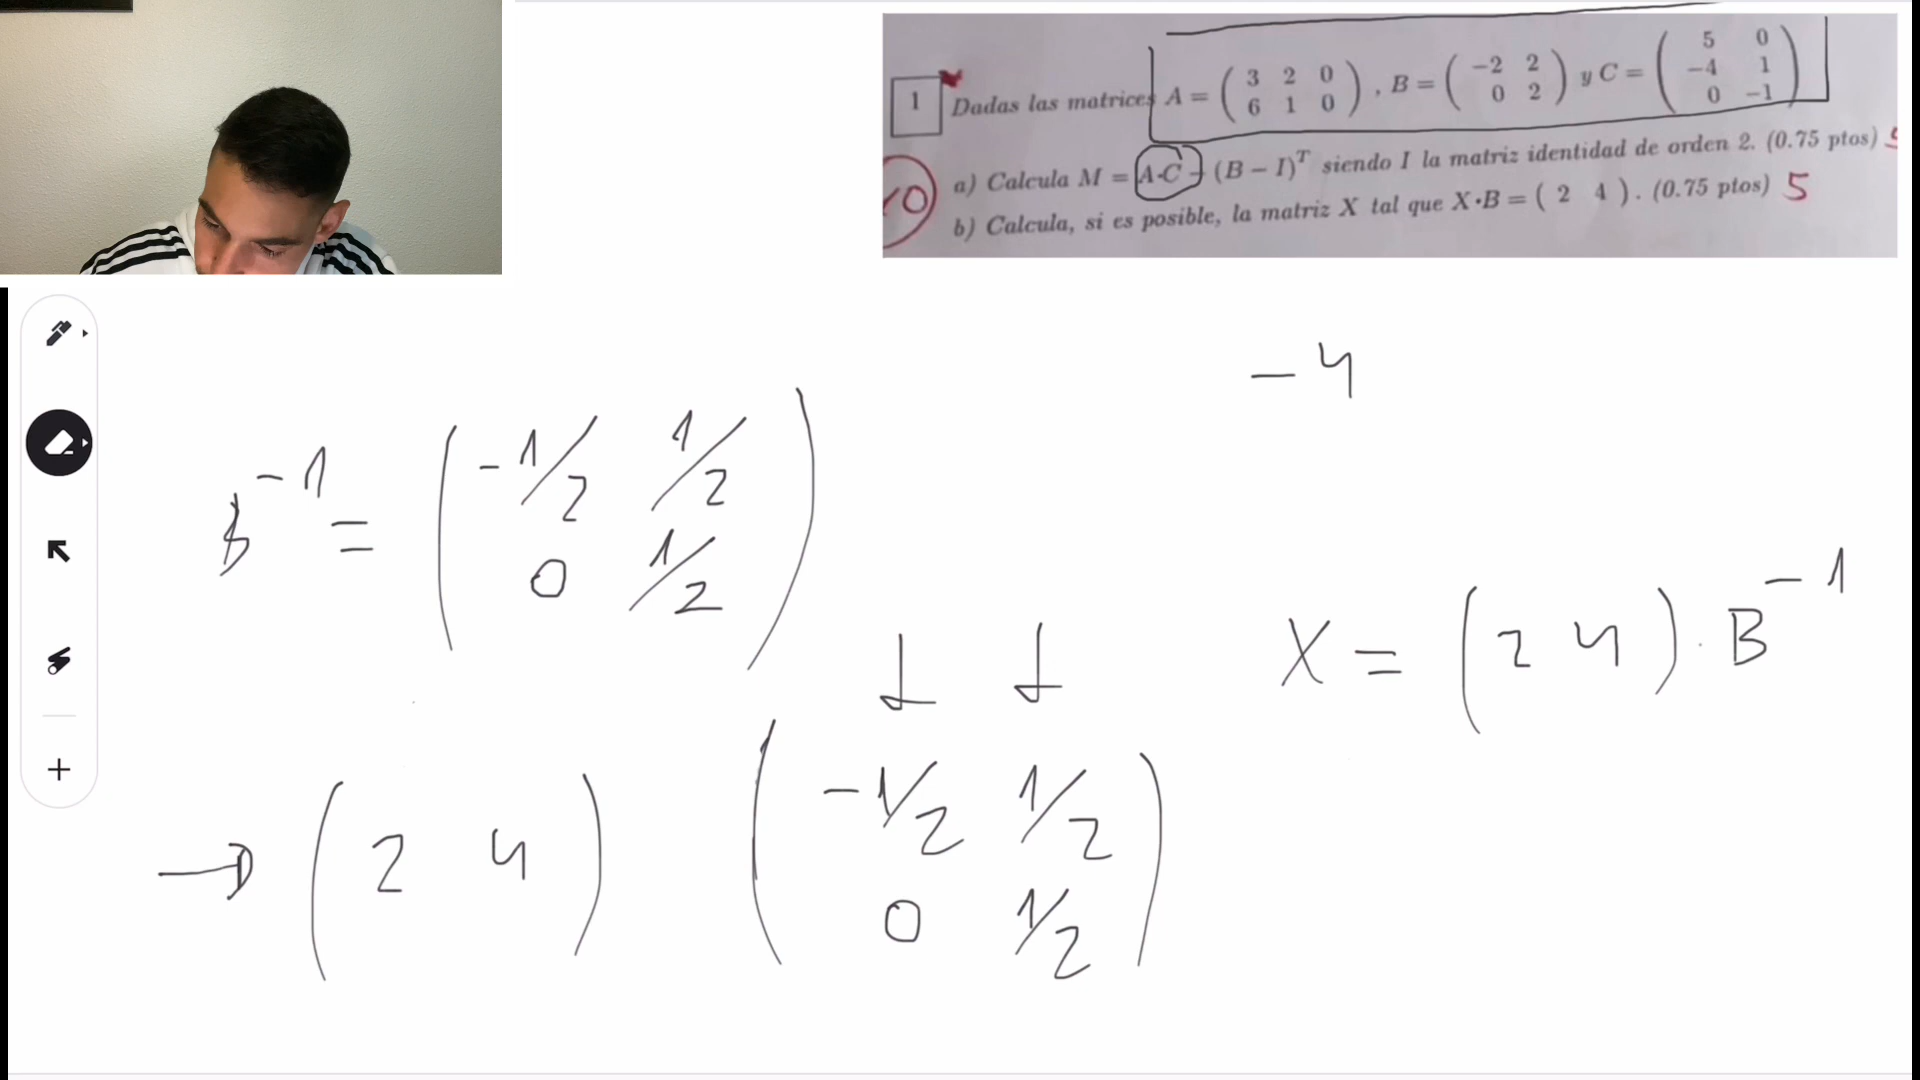 1 Dadas las matrices A = ( 3 2 0 ; 6 1 0 ) , B = ( -2 2 ; 0 2 ) y C = ( 5 0 ; -4 1 ; 0 -1 )
a) Calcula M = A·C - (B - I)^T siendo I la matriz identidad de orden 2. (0.75 ptos)
b) Calcula, si es posible, la matriz X tal que X·B = ( 2 4 ). (0.75 ptos) 5
- 4
B^-1 = ( -1/2 1/2 ; 0 1/2 )
X = ( 2 4 ) · B^-1
( 2 4 ) ( -1/2 1/2 ; 0 1/2 )